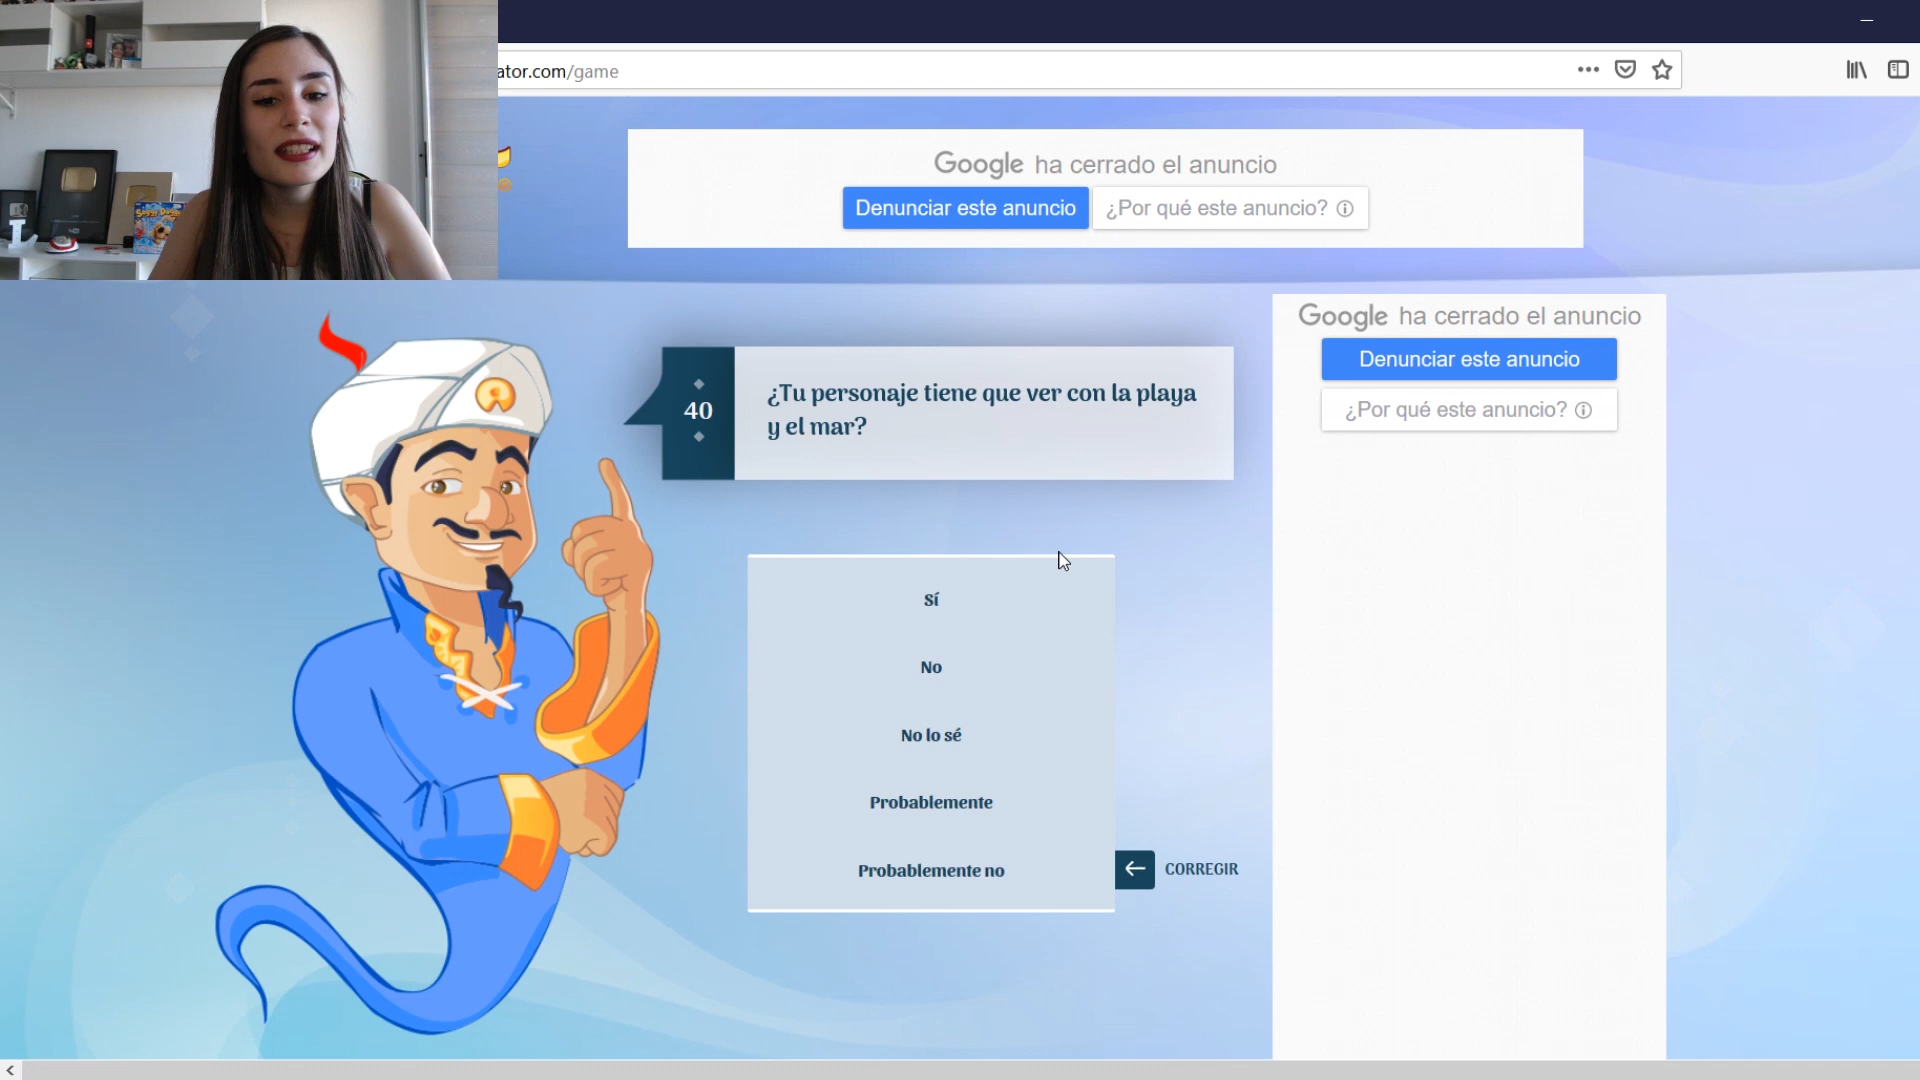 ator.com/game
Google ha cerrado el anuncio
Denunciar este anuncio
¿Por qué este anuncio?
Google ha cerrado el anuncio
Denunciar este anuncio
¿Por qué este anuncio?
40
¿Tu personaje tiene que ver con la playa
y el mar?
Sí
No
No lo sé
Probablemente
Probablemente no
CORREGIR